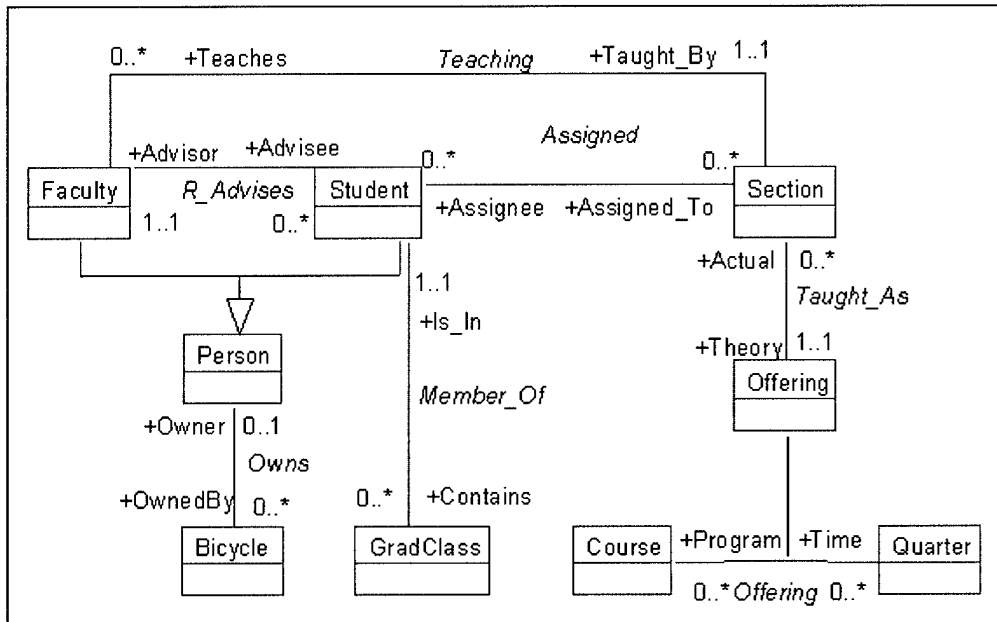 0..* +Teaches Teaching +Taught_By 1..1
+Advisor +Advisee 0..* Assigned 0..*
Faculty R_Advises Student Section
1..1 0..* +Assignee +Assigned_To
+Actual 0..*
1..1 Taught_As
+Is_In
Person +Theory 1..1
Offering
Member_Of
+Owner 0..1
Owns
+OwnedBy 0..* 0..* +Contains
Bicycle GradClass Course +Program +Time Quarter
0..* Offering 0..*